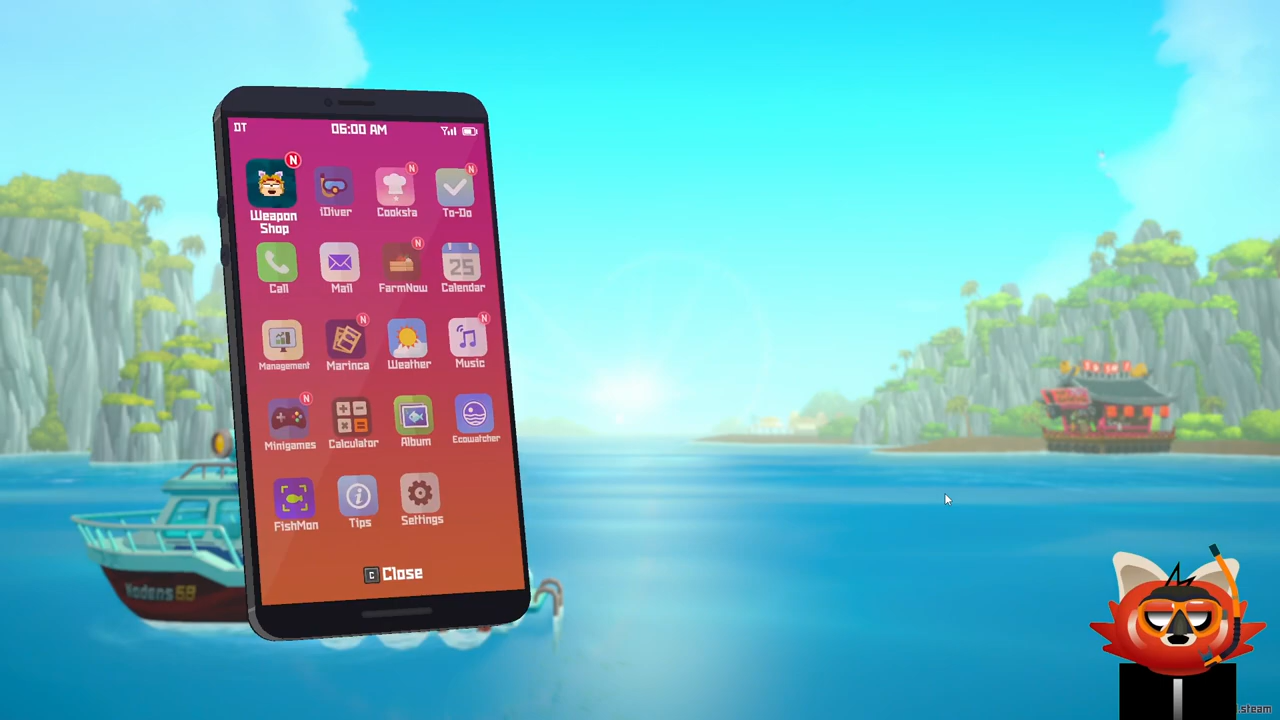 DT 06:00 AM
N
Weapon Shop
iDiver
N
Cooksta
N
To-Do
Call
Mail
N
FarmNow
25
Calendar
Management
N
Marinca
Weather
N
Music
N
Minigames
Calculator
Album
Ecowatcher
FishMon
Tips
Settings
C Close
Yodens 59
.steam